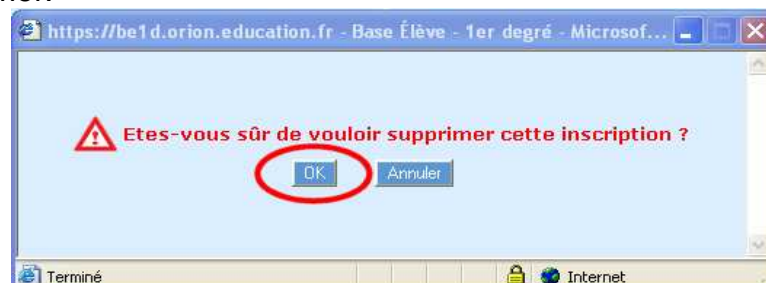 https://be1d.orion.education.fr - Base Élève - 1er degré - Microsof...
Etes-vous sûr de vouloir supprimer cette inscription ?
OK Annuler
Terminé Internet